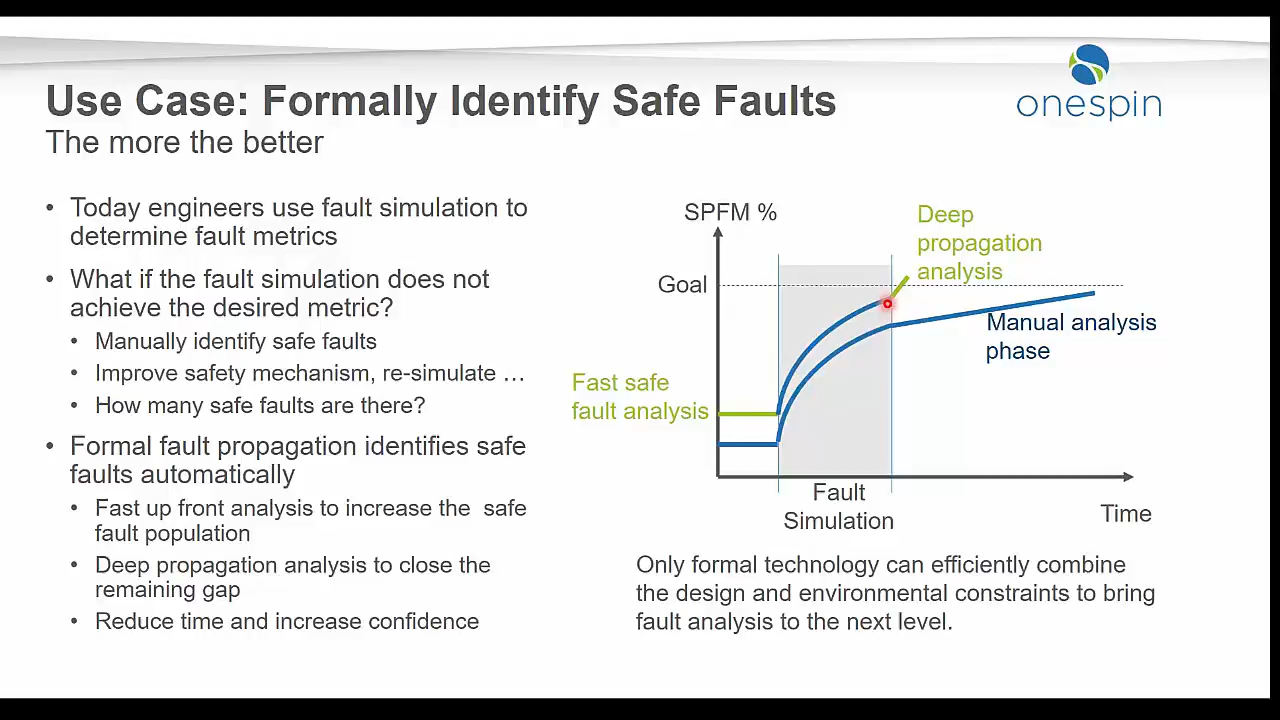 Use Case: Formally Identify Safe Faults
The more the better
onespin
• Today engineers use fault simulation to
determine fault metrics
• What if the fault simulation does not
achieve the desired metric?
• Manually identify safe faults
• Improve safety mechanism, re-simulate …
• How many safe faults are there?
• Formal fault propagation identifies safe
faults automatically
• Fast up front analysis to increase the safe
fault population
• Deep propagation analysis to close the
remaining gap
• Reduce time and increase confidence
SPFM %
Deep
propagation
analysis
Goal
Manual analysis
phase
Fast safe
fault analysis
Fault
Simulation
Time
Only formal technology can efficiently combine
the design and environmental constraints to bring
fault analysis to the next level.